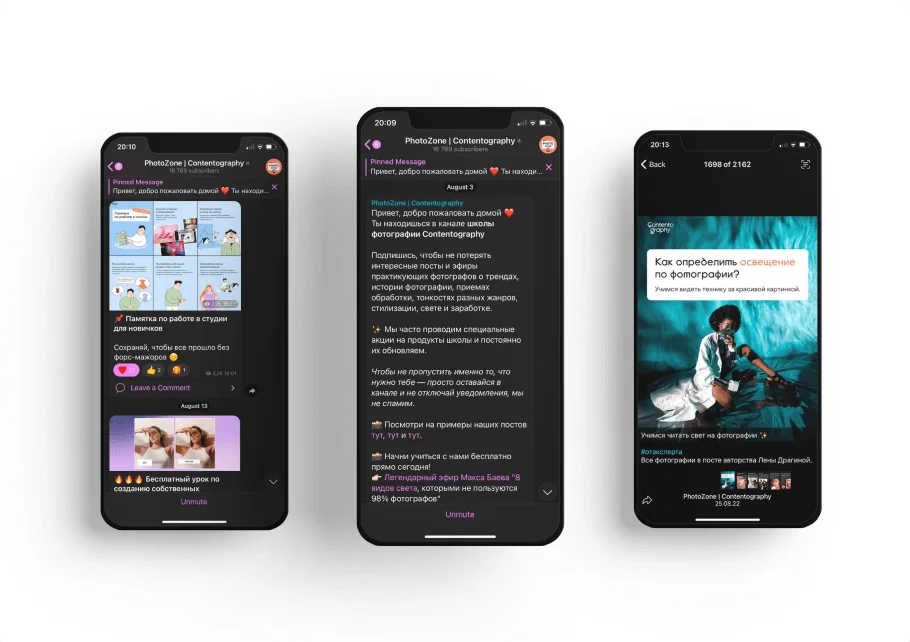 20:10
6
PhotoZone | Contentography
16 789 subscribers
Pinned Message
Привет, добро пожаловать домой ❤️ Ты находи...
Памятка
по работе в студии
📌 Памятка по работе в студии
для новичков
Сохраняй, чтобы все прошло без
форс-мажоров 😉
👍 2
🥰 1
Leave a Comment
August 13
🔥🔥🔥 Бесплатный урок по
созданию собственных
Unmute
20:09
6
PhotoZone | Contentography
16 789 subscribers
Pinned Message
Привет, добро пожаловать домой ❤️ Ты находи...
August 3
PhotoZone | Contentography
Привет, добро пожаловать домой ❤️
Ты находишься в канале школы
фотографии Contentography
Подпишись, чтобы не потерять
интересные посты и эфиры
практикующих фотографов о трендах,
истории фотографии, приемах
обработки, тонкостях разных жанров,
стилизации, свете и заработке.
✨ Мы часто проводим специальные
акции на продукты школы и постоянно
их обновляем.
Чтобы не пропустить именно то, что
нужно тебе — просто оставайся в
канале и не отключай уведомления, мы
не спамим.
📸 Посмотри на примеры наших постов
тут, тут и тут.
📸 Начни учиться с нами бесплатно
прямо сегодня!
👉🏻 Легендарный эфир Макса Баева "8
видов света, которыми не пользуются
98% фотографов"
Unmute
20:13
Back
1698 of 2162
Contento
graphy
Как определить освещение
по фотографии?
Учимся видеть технику за красивой картинкой.
Учимся читать свет на фотографии ✨
#отэксперта
Все фотографии в посте авторства Лены Драгиной.
PhotoZone | Contentography
25.08.22